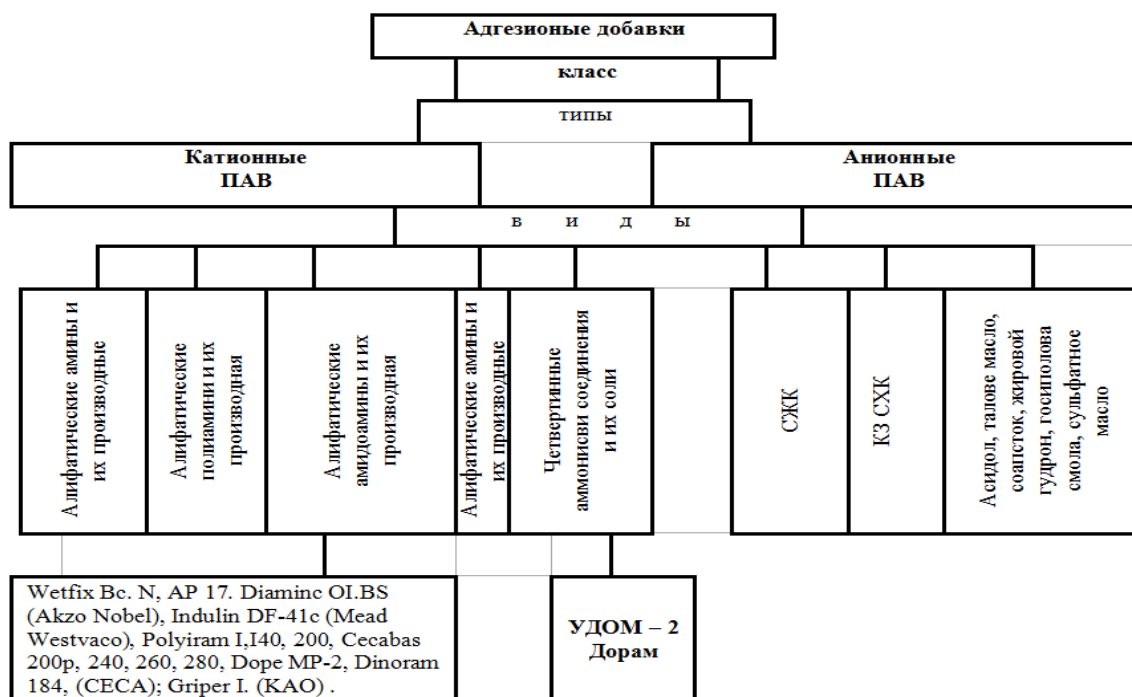 Адгезионые добавки
класс
типы
Катионные
ПАВ
Анионные
ПАВ
в и д ы
Алифатические амины и
их производные
Алифатические
полиамини и их
производная
Алифатические
амидоамины и их
производная
Алифатические амины и
их производные
Четвертинные
аммонисви соединения
и их соли
СЖК
КЗ СХК
Асидол, талове масло,
соапсток, жировой
гудрон, госиполова
смола, сульфатное
масло
Wetfix Bc. N, AP 17. Diaminc OI.BS
(Akzo Nobel), Indulin DF-41c (Mead
Westvaco), Polyiram I,I40, 200, Cecabas
200p, 240, 260, 280, Dope MP-2, Dinoram
184, (CECA); Griper I. (KAO) .
УДОМ – 2
Дорам